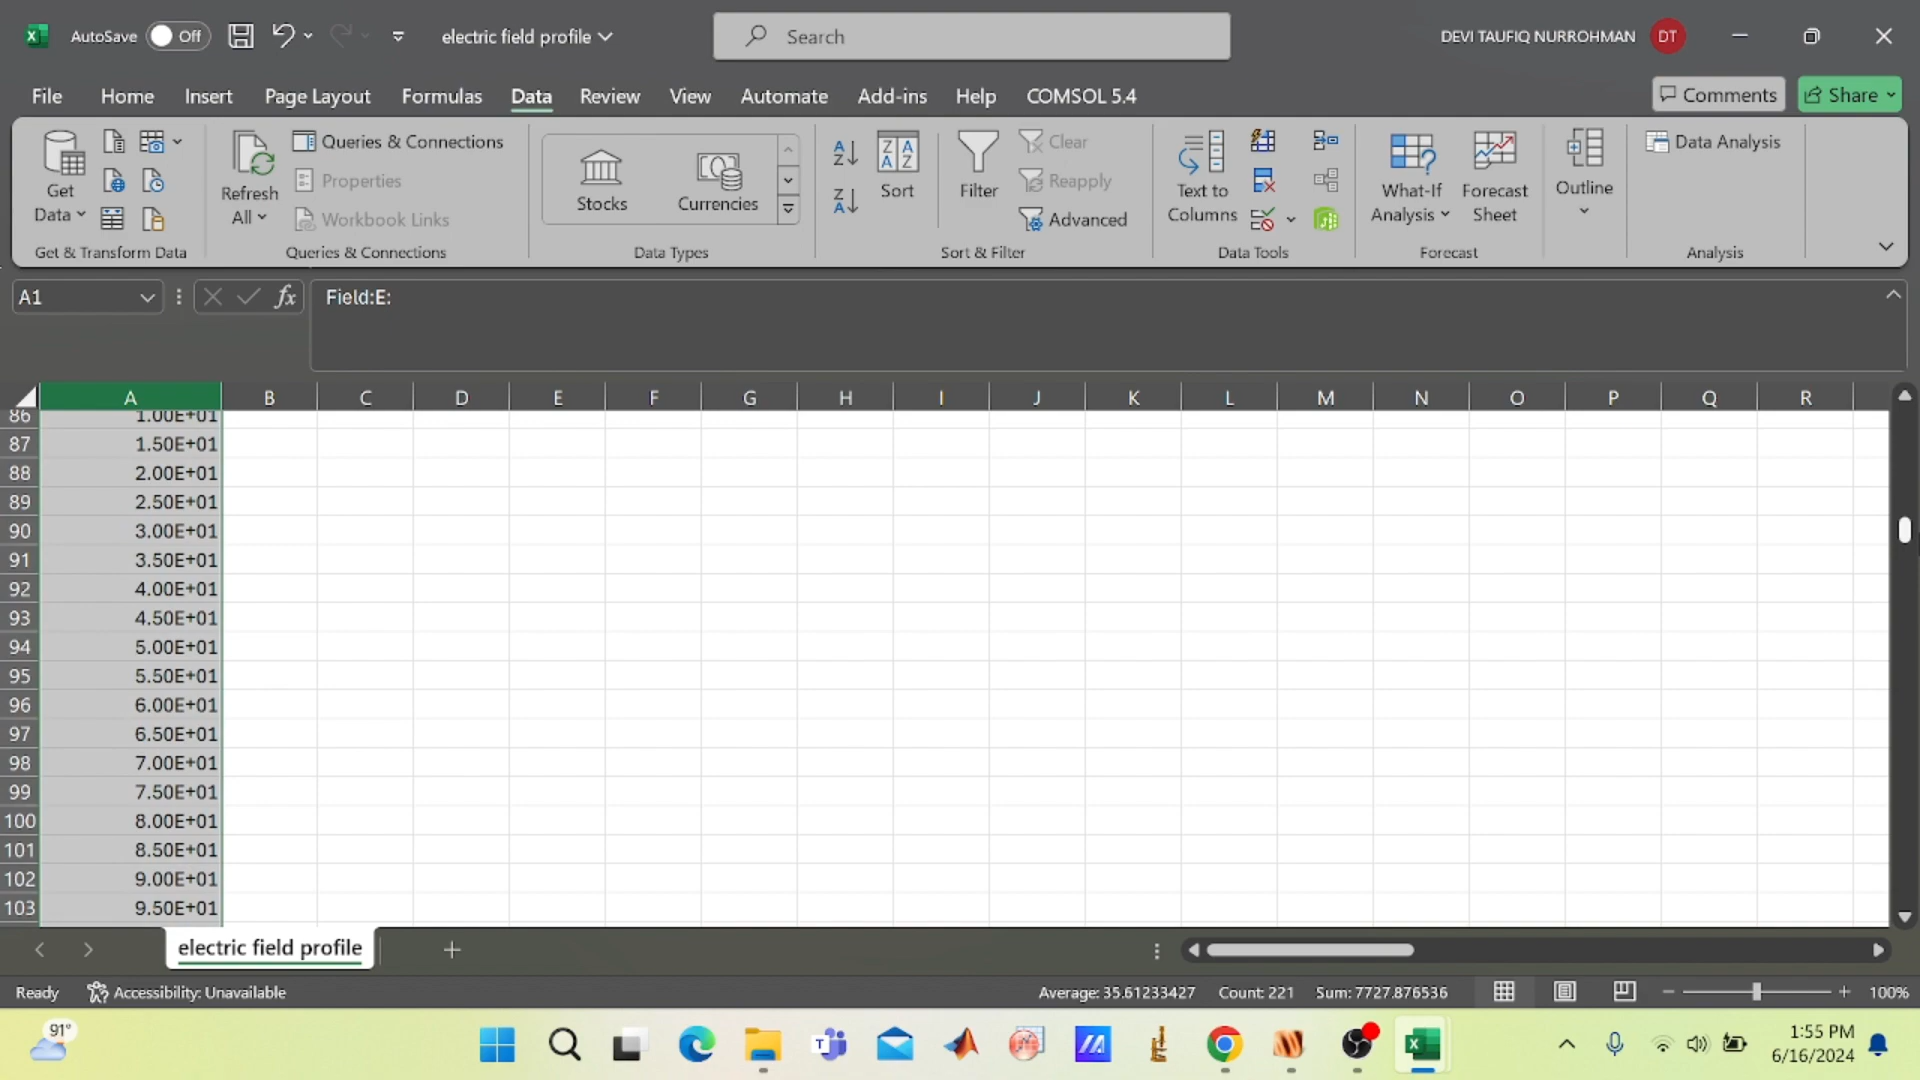 AutoSave Off electric field profile Search DEVI TAUFIQ NURROHMAN DT
File Home Insert Page Layout Formulas Data Review View Automate Add-ins Help COMSOL 5.4 Comments Share
Get Data
Refresh All
Queries & Connections
Properties
Workbook Links
Stocks
Currencies
Sort
Filter
Clear
Reapply
Advanced
Text to Columns
What-If Analysis
Forecast Sheet
Outline
Data Analysis
Get & Transform Data Queries & Connections Data Types Sort & Filter Data Tools Forecast Analysis
A1 fx Field:E:
A B C D E F G H I J K L M N O P Q R
86 1.00E+01
87 1.50E+01
88 2.00E+01
89 2.50E+01
90 3.00E+01
91 3.50E+01
92 4.00E+01
93 4.50E+01
94 5.00E+01
95 5.50E+01
96 6.00E+01
97 6.50E+01
98 7.00E+01
99 7.50E+01
100 8.00E+01
101 8.50E+01
102 9.00E+01
103 9.50E+01
electric field profile
Ready Accessibility: Unavailable Average: 35.61233427 Count: 221 Sum: 7727.876536 100%
91° 1:55 PM
6/16/2024